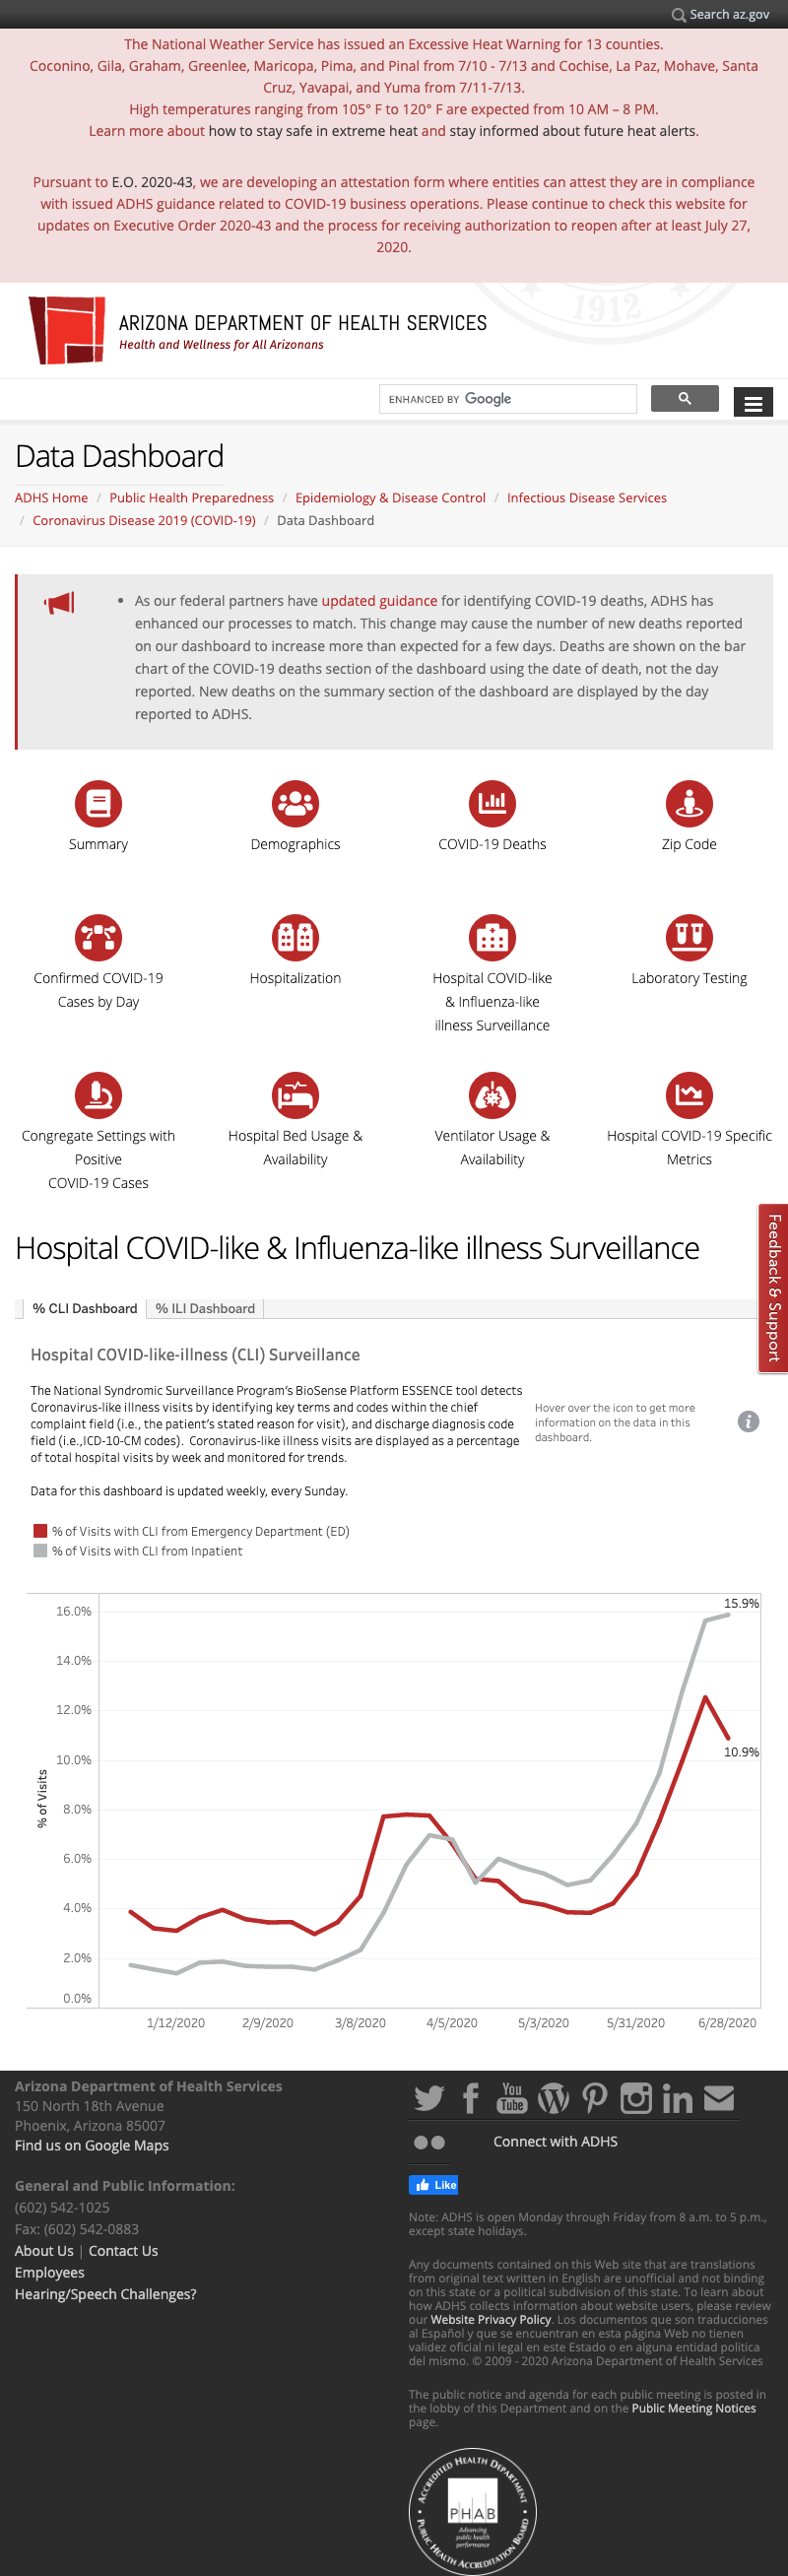 Search az.gov
The National Weather Service has issued an Excessive Heat Warning for 13 counties.
Coconino, Gila, Graham, Greenlee, Maricopa, Pima, and Pinal from 7/10 - 7/13 and Cochise, La Paz, Mohave, Santa
Cruz, Yavapai, and Yuma from 7/11-7/13.
High temperatures ranging from 105° F to 120° F are expected from 10 AM – 8 PM.
Learn more about how to stay safe in extreme heat and stay informed about future heat alerts.
Pursuant to E.O. 2020-43, we are developing an attestation form where entities can attest they are in compliance
with issued ADHS guidance related to COVID-19 business operations. Please continue to check this website for
updates on Executive Order 2020-43 and the process for receiving authorization to reopen after at least July 27,
2020.
1912
ARIZONA DEPARTMENT OF HEALTH SERVICES
Health and Wellness for All Arizonans
ENHANCED BY Google
Data Dashboard
ADHS Home / Public Health Preparedness / Epidemiology & Disease Control / Infectious Disease Services
/ Coronavirus Disease 2019 (COVID-19) / Data Dashboard
• As our federal partners have updated guidance for identifying COVID-19 deaths, ADHS has
enhanced our processes to match. This change may cause the number of new deaths reported
on our dashboard to increase more than expected for a few days. Deaths are shown on the bar
chart of the COVID-19 deaths section of the dashboard using the date of death, not the day
reported. New deaths on the summary section of the dashboard are displayed by the day
reported to ADHS.
Summary
Demographics
COVID-19 Deaths
Zip Code
Confirmed COVID-19
Cases by Day
Hospitalization
Hospital COVID-like
& Influenza-like
illness Surveillance
Laboratory Testing
Congregate Settings with
Positive
COVID-19 Cases
Hospital Bed Usage &
Availability
Ventilator Usage &
Availability
Hospital COVID-19 Specific
Metrics
Feedback & Support
Hospital COVID-like & Influenza-like illness Surveillance
% CLI Dashboard
% ILI Dashboard
Hospital COVID-like-illness (CLI) Surveillance
The National Syndromic Surveillance Program's BioSense Platform ESSENCE tool detects
Coronavirus-like illness visits by identifying key terms and codes within the chief
complaint field (i.e., the patient's stated reason for visit), and discharge diagnosis code
field (i.e.,ICD-10-CM codes). Coronavirus-like illness visits are displayed as a percentage
of total hospital visits by week and monitored for trends.
Data for this dashboard is updated weekly, every Sunday.
Hover over the icon to get more
information on the data in this
dashboard.
% of Visits with CLI from Emergency Department (ED)
% of Visits with CLI from Inpatient
% of Visits
16.0%
14.0%
12.0%
10.0%
8.0%
6.0%
4.0%
2.0%
0.0%
15.9%
10.9%
1/12/2020
2/9/2020
3/8/2020
4/5/2020
5/3/2020
5/31/2020
6/28/2020
Arizona Department of Health Services
150 North 18th Avenue
Phoenix, Arizona 85007
Find us on Google Maps
General and Public Information:
(602) 542-1025
Fax: (602) 542-0883
About Us | Contact Us
Employees
Hearing/Speech Challenges?
You Tube
Connect with ADHS
Like
Note: ADHS is open Monday through Friday from 8 a.m. to 5 p.m.,
except state holidays.
Any documents contained on this Web site that are translations
from original text written in English are unofficial and not binding
on this state or a political subdivision of this state. To learn about
how ADHS collects information about website users, please review
our Website Privacy Policy. Los documentos que son traducciones
al Español y que se encuentran en esta página Web no tienen
validez oficial ni legal en este Estado o en alguna entidad politica
del mismo. © 2009 - 2020 Arizona Department of Health Services
The public notice and agenda for each public meeting is posted in
the lobby of this Department and on the Public Meeting Notices
page.
ACCREDITED HEALTH DEPARTMENT
PHAB
Advancing
public health
performance
PUBLIC HEALTH ACCREDITATION BOARD